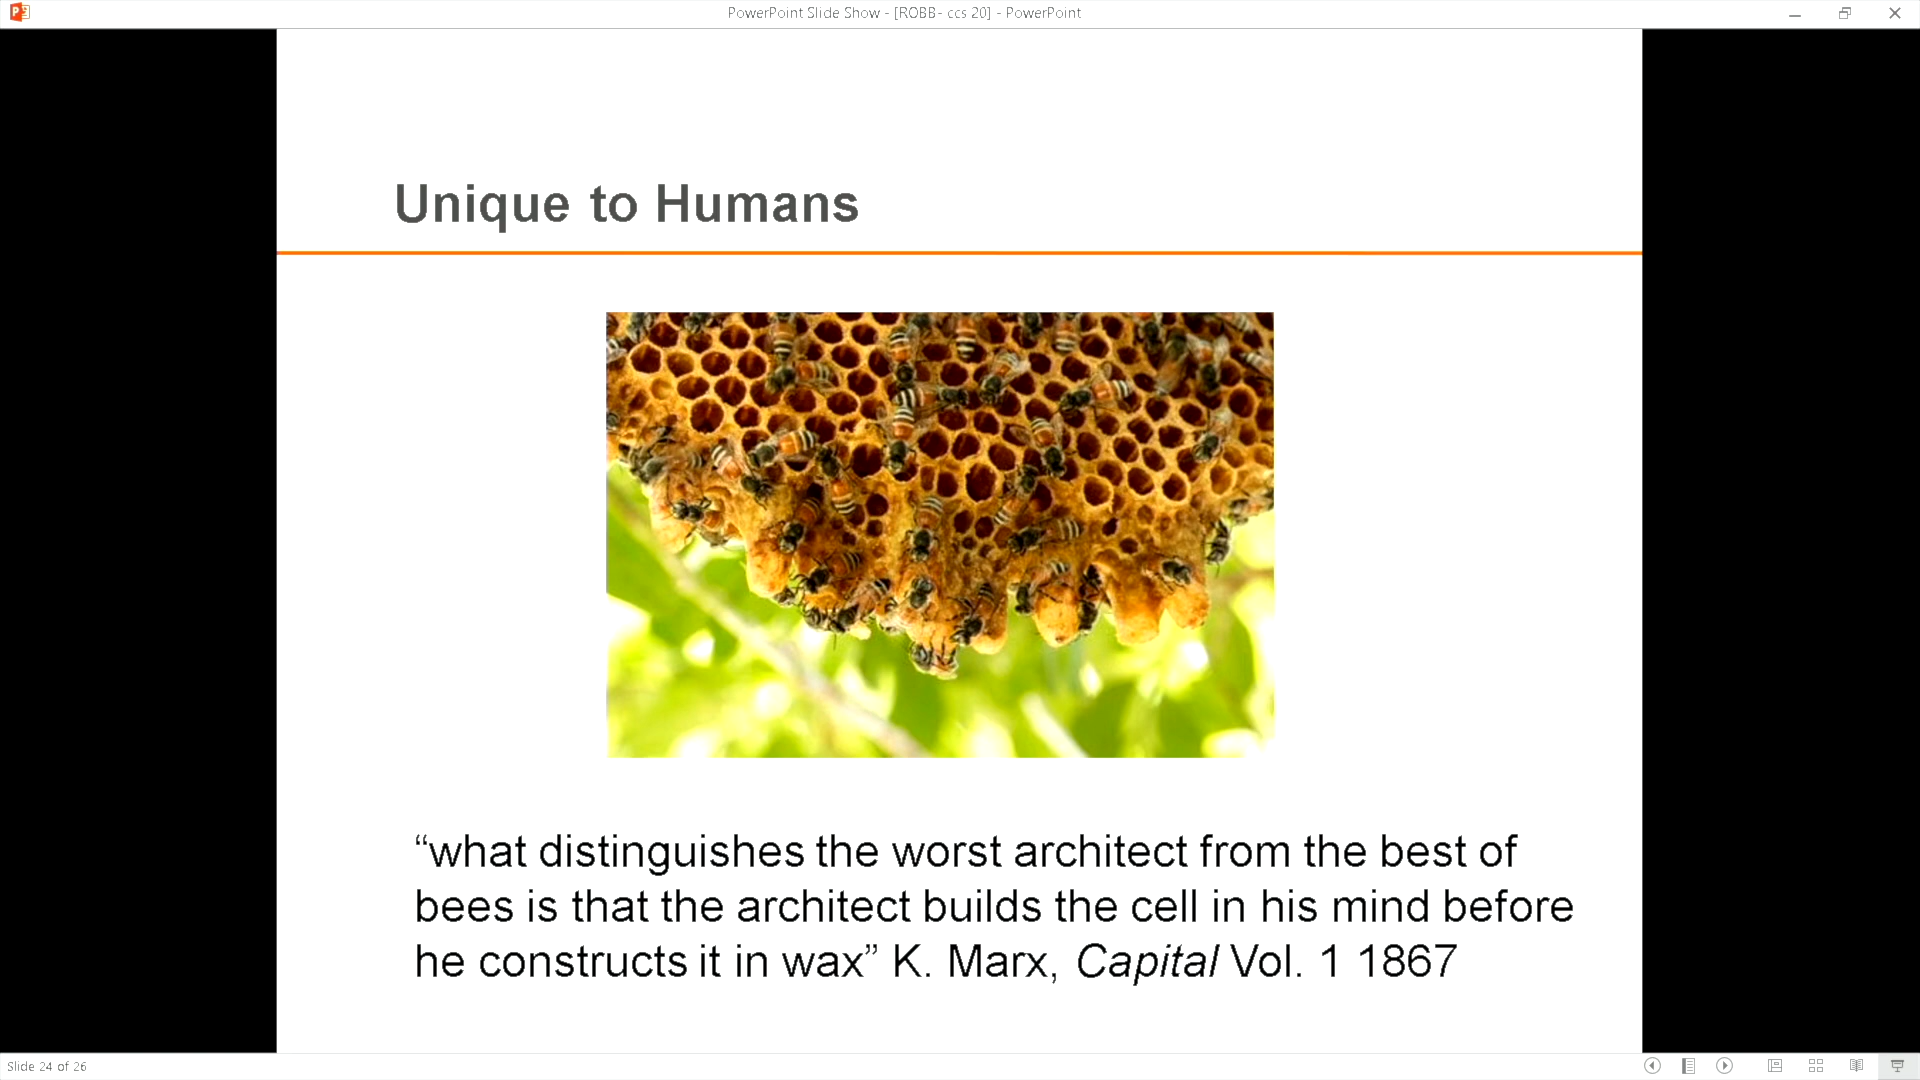 PowerPoint Slide Show - [ROBB- ccs 20] - PowerPoint
Unique to Humans
“what distinguishes the worst architect from the best of
bees is that the architect builds the cell in his mind before
he constructs it in wax” K. Marx, Capital Vol. 1 1867
Slide 24 of 26